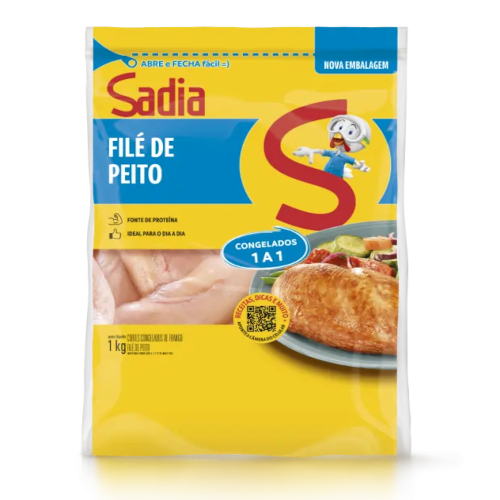 ABRE e FECHA fácil =)
NOVA EMBALAGEM
Sadia
FILÉ DE
PEITO
FONTE DE PROTEÍNA
IDEAL PARA O DIA A DIA
CONGELADOS
1 A 1
RECEITAS, DICAS E MUITO +
1 kg
CORTES CONGELADOS DE FRANGO
FILÉ DE PEITO